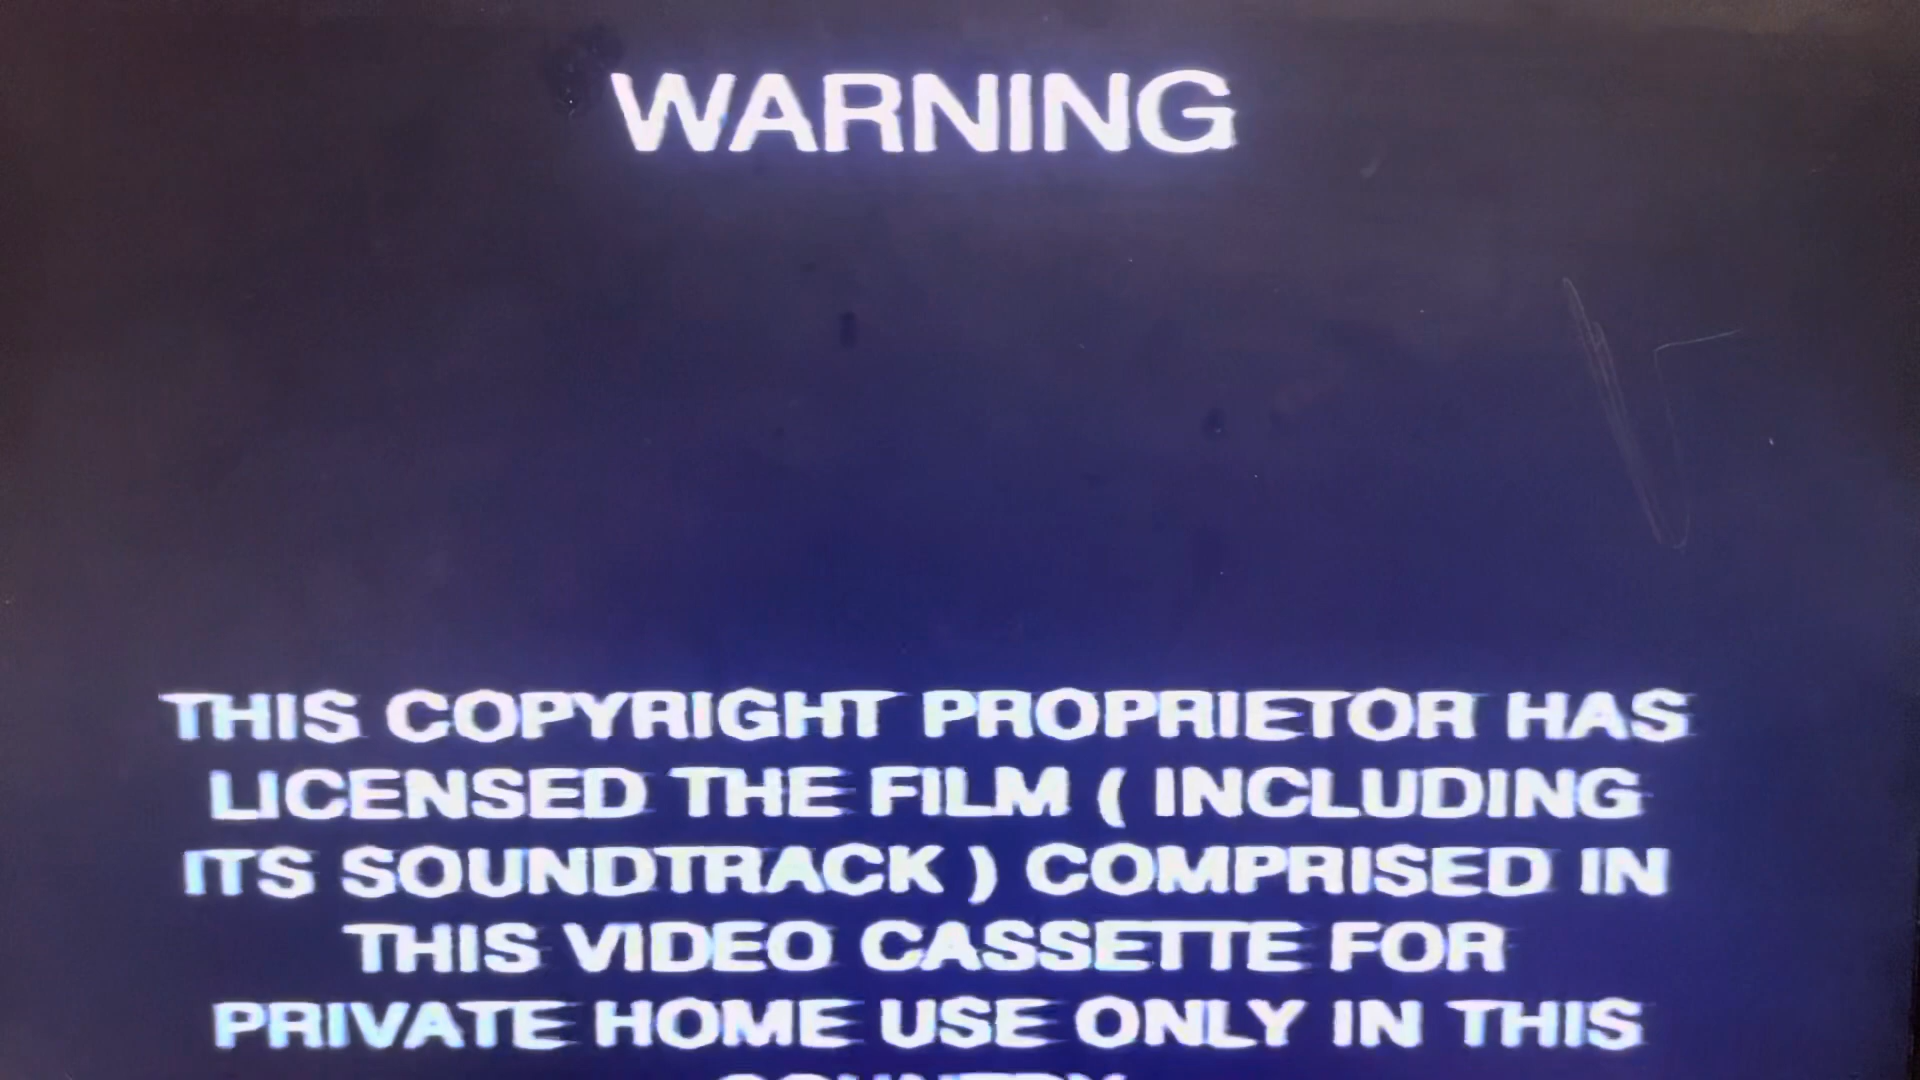 WARNING
THIS COPYRIGHT PROPRIETOR HAS
LICENSED THE FILM ( INCLUDING
ITS SOUNDTRACK ) COMPRISED IN
THIS VIDEO CASSETTE FOR
PRIVATE HOME USE ONLY IN THIS